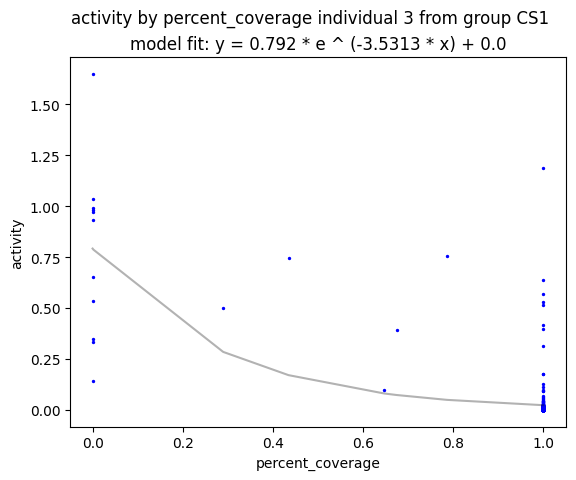 activity by percent_coverage individual 3 from group CS1
model fit: y = 0.792 * e ^ (-3.5313 * x) + 0.0
1.50
1.25
1.00
0.75
0.50
0.25
0.00
activity
0.0 0.2 0.4 0.6 0.8 1.0
percent_coverage